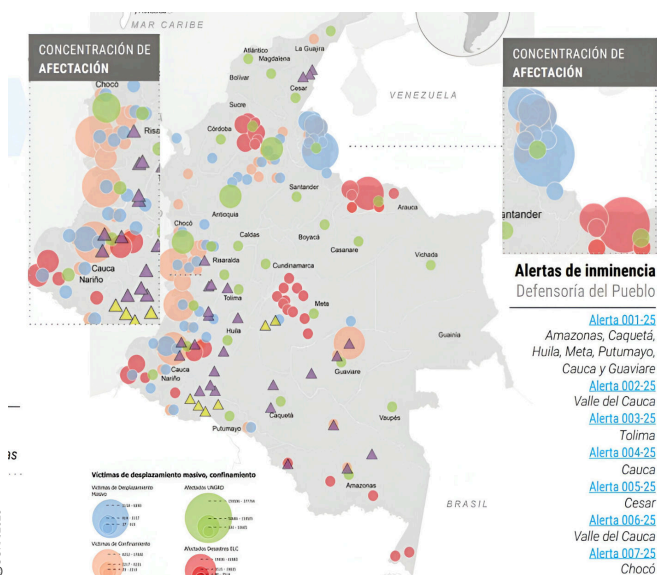 MAR CARIBE
CONCENTRACIÓN DE
AFECTACIÓN
Chocó
Cauca
Nariño
Atlántico
La Guajira
Magdalena
Bolívar
Cesar
Sucre
Córdoba
VENEZUELA
Santander
Arauca
Antioquia
Caldas
Boyacá
Casanare
Chocó
Vichada
Risaralda
Cundinamarca
Tolima
Meta
Huila
Guainía
Cauca
Guaviare
Nariño
Caquetá
Vaupés
Putumayo
Amazonas
BRASIL
CONCENTRACIÓN DE
AFECTACIÓN
antander
Alertas de inminencia
Defensoría del Pueblo
Alerta 001-25
Amazonas, Caquetá,
Huila, Meta, Putumayo,
Cauca y Guaviare
Alerta 002-25
Valle del Cauca
Alerta 003-25
Tolima
Alerta 004-25
Cauca
Alerta 005-25
Cesar
Alerta 006-25
Valle del Cauca
Alerta 007-25
Chocó
Víctimas de desplazamiento masivo, confinamiento
Víctimas de Desplazamiento
Masivo
Afectados UNGRD
Víctimas de Confinamiento
Afectados Desastres ELC